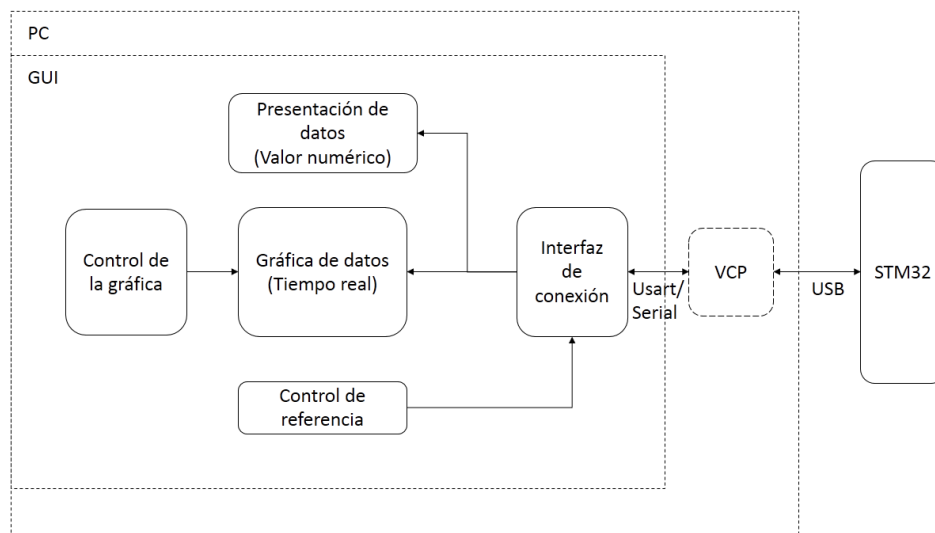 PC
GUI
Presentación de
datos
(Valor numérico)
Control de
la gráfica
Gráfica de datos
(Tiempo real)
Interfaz
de
conexión
Usart/
Serial
VCP
USB
STM32
Control de
referencia